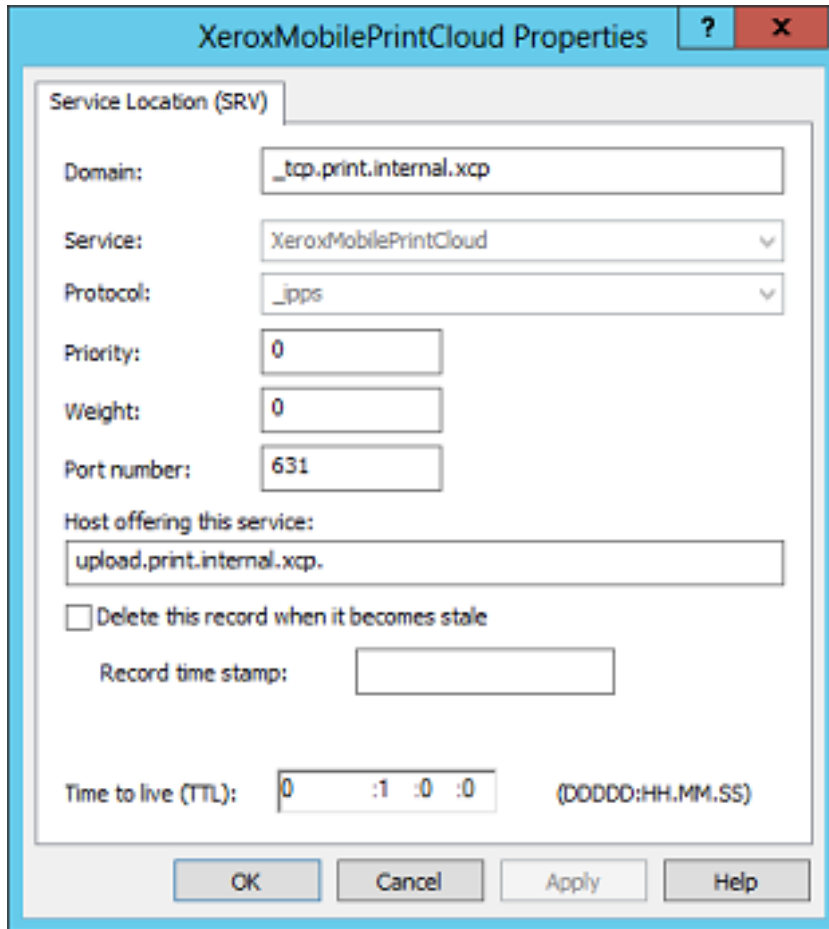 XeroxMobilePrintCloud Properties ? x
Service Location (SRV)
Domain: _tcp.print.internal.xcp
Service: XeroxMobilePrintCloud
Protocol: _ipps
Priority: 0
Weight: 0
Port number: 631
Host offering this service:
upload.print.internal.xcp.
Delete this record when it becomes stale
Record time stamp:
Time to live (TTL): 0 :1 :0 :0 (DDDDD:HH.MM.SS)
OK Cancel Apply Help